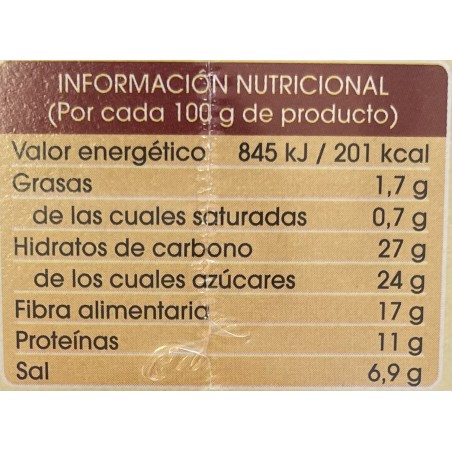 INFORMACIÓN NUTRICIONAL
(Por cada 100 g de producto)
Valor energético 845 kJ / 201 kcal
Grasas 1,7 g
de las cuales saturadas 0,7 g
Hidratos de carbono 27 g
de los cuales azúcares 24 g
Fibra alimentaria 17 g
Proteínas 11 g
Sal 6,9 g